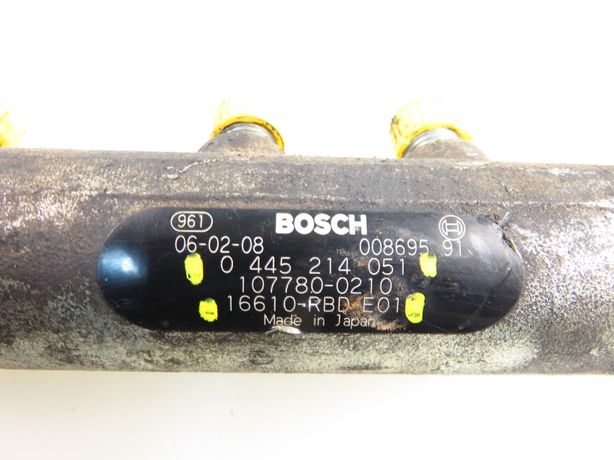 961 BOSCH
06-02-08 008695 91
0 445 214 051
107780-0210
16610-RBD-E01
Made in Japan